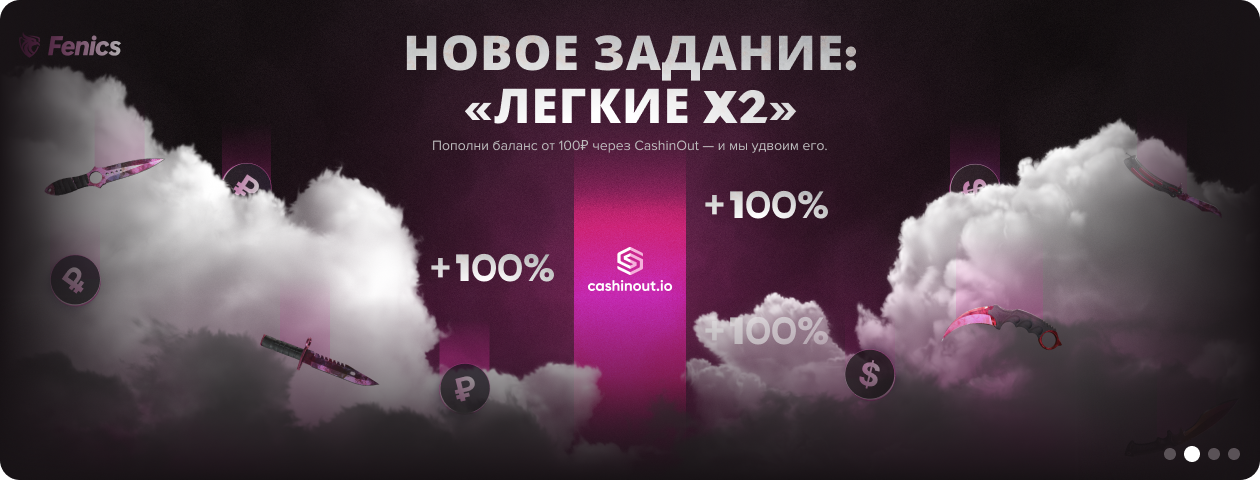 Fenics
НОВОЕ ЗАДАНИЕ:
«ЛЕГКИЕ X2»
Пополни баланс от 100₽ через CashinOut — и мы удвоим его.
+100%
+100%
cashinout.io
+100%
₽
₽
₽
$
$